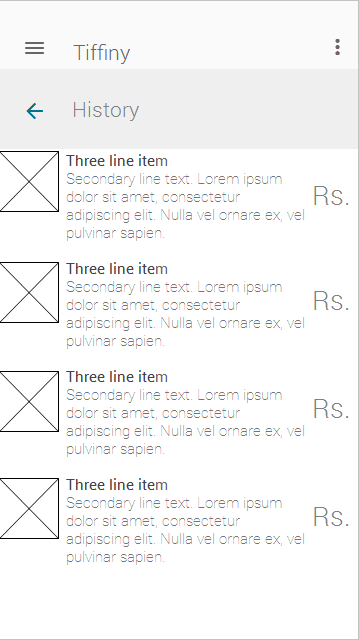 Tiffiny
History
Three line item
Secondary line text. Lorem ipsum
dolor sit amet, consectetur
adipiscing elit. Nulla vel ornare ex, vel
pulvinar sapien.
Rs.
Three line item
Secondary line text. Lorem ipsum
dolor sit amet, consectetur
adipiscing elit. Nulla vel ornare ex, vel
pulvinar sapien.
Rs.
Three line item
Secondary line text. Lorem ipsum
dolor sit amet, consectetur
adipiscing elit. Nulla vel ornare ex, vel
pulvinar sapien.
Rs.
Three line item
Secondary line text. Lorem ipsum
dolor sit amet, consectetur
adipiscing elit. Nulla vel ornare ex, vel
pulvinar sapien.
Rs.